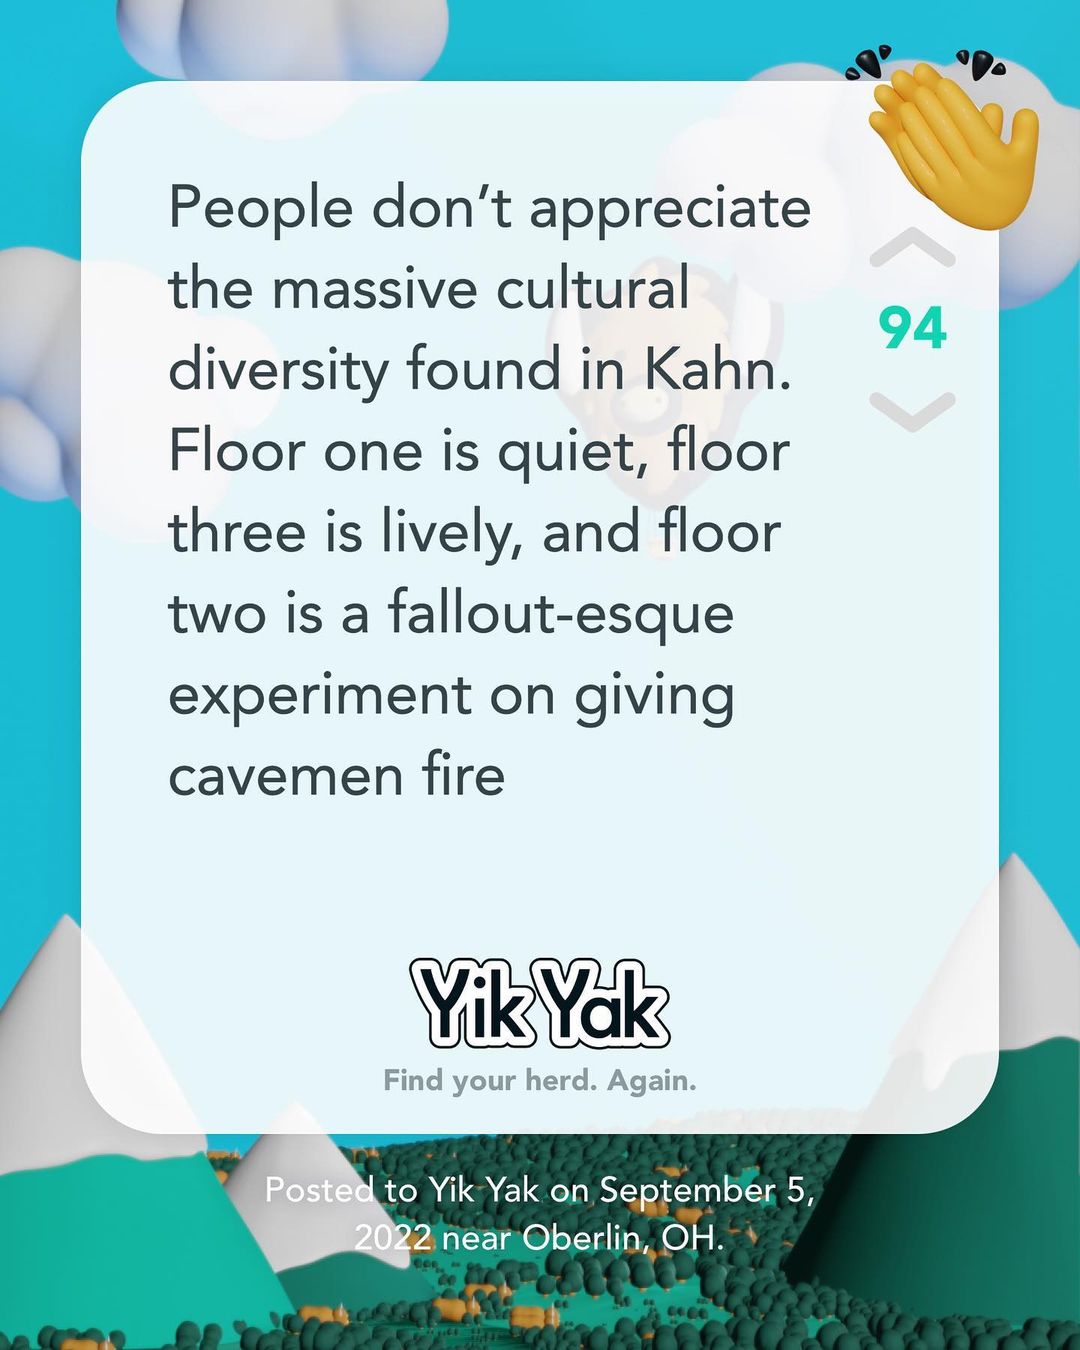 People don’t appreciate
the massive cultural
diversity found in Kahn.
Floor one is quiet, floor
three is lively, and floor
two is a fallout-esque
experiment on giving
cavemen fire
94
Yik Yak
Find your herd. Again.
Posted to Yik Yak on September 5,
2022 near Oberlin, OH.